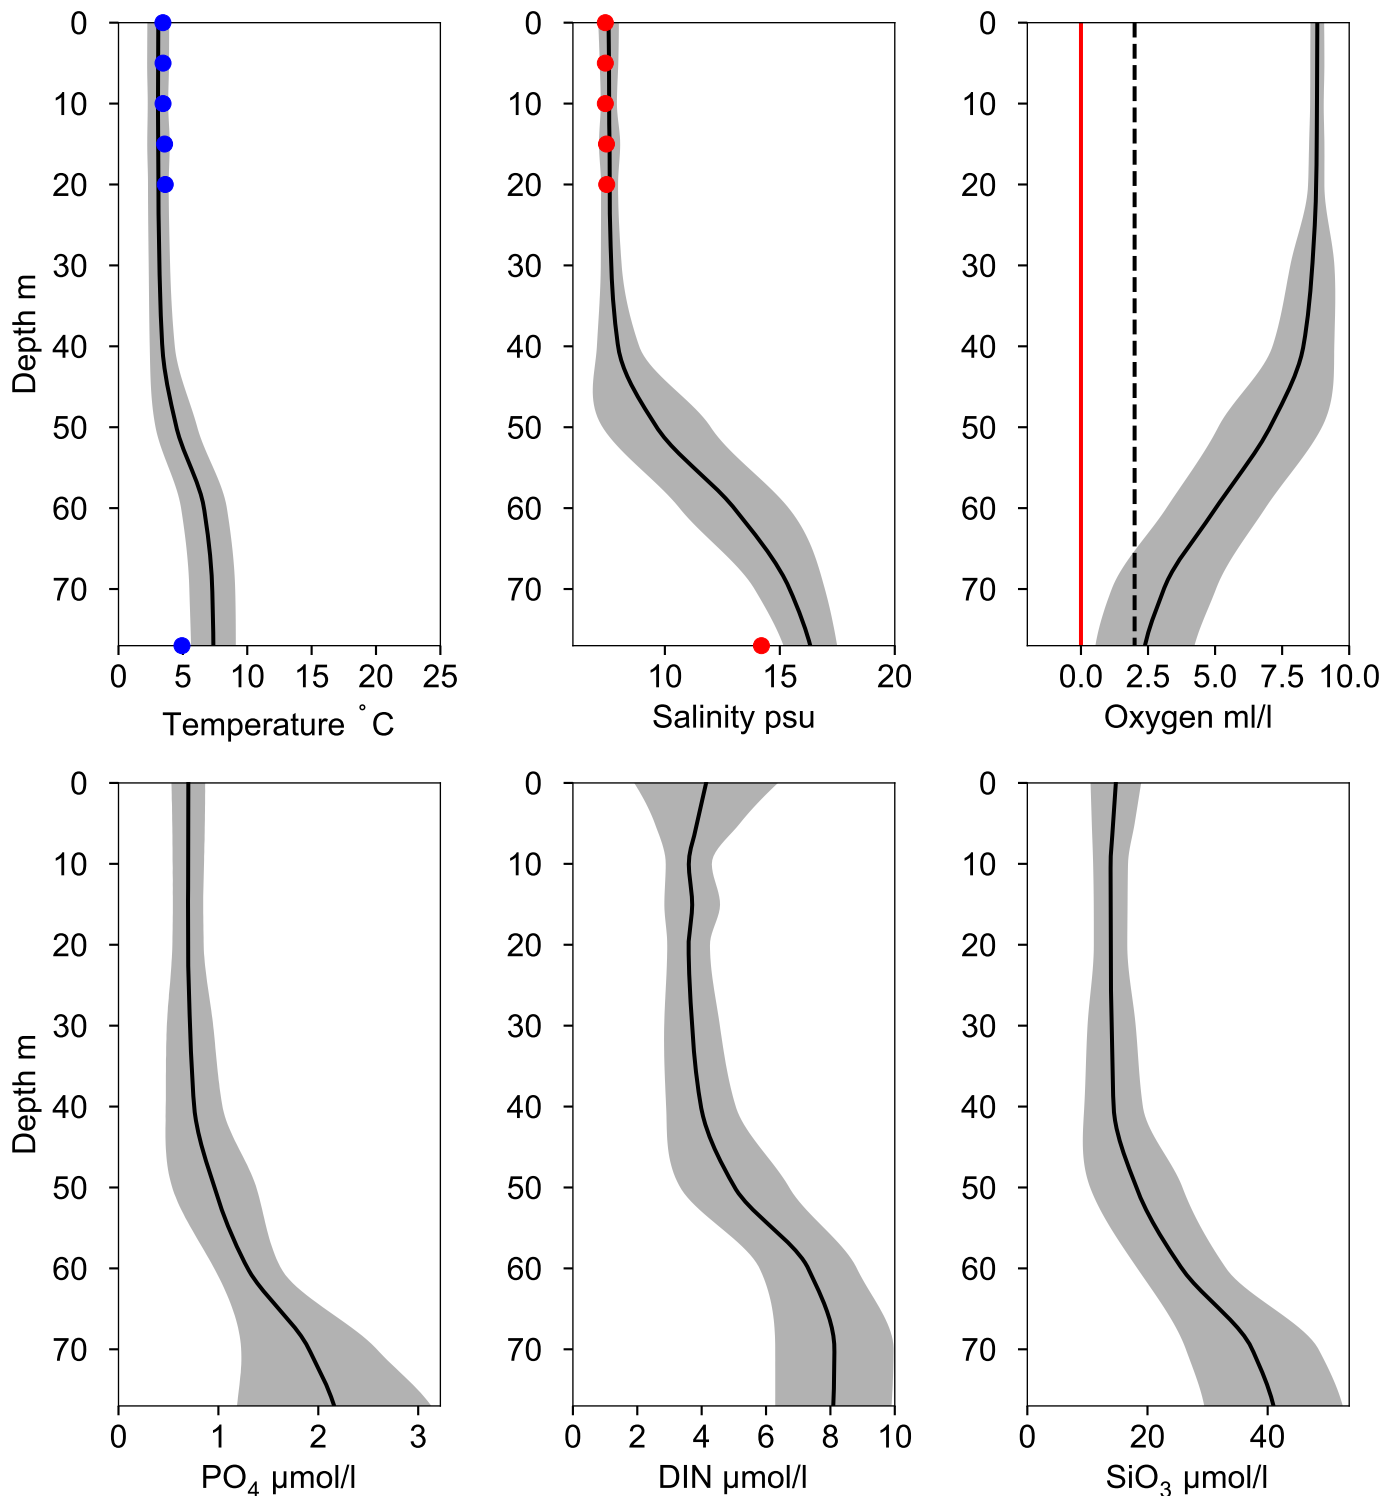 0 0 0
10 10 10
20 20 20
30 30 30
40 40 40
50 50 50
60 60 60
70 70 70
Depth m
0 5 10 15 20 25 10 15 20 0.0 2.5 5.0 7.5 10.0
Temperature °C Salinity psu Oxygen ml/l
0 0 0
10 10 10
20 20 20
30 30 30
40 40 40
50 50 50
60 60 60
70 70 70
Depth m
0 1 2 3 0 2 4 6 8 10 0 20 40
PO₄ µmol/l DIN µmol/l SiO₃ µmol/l